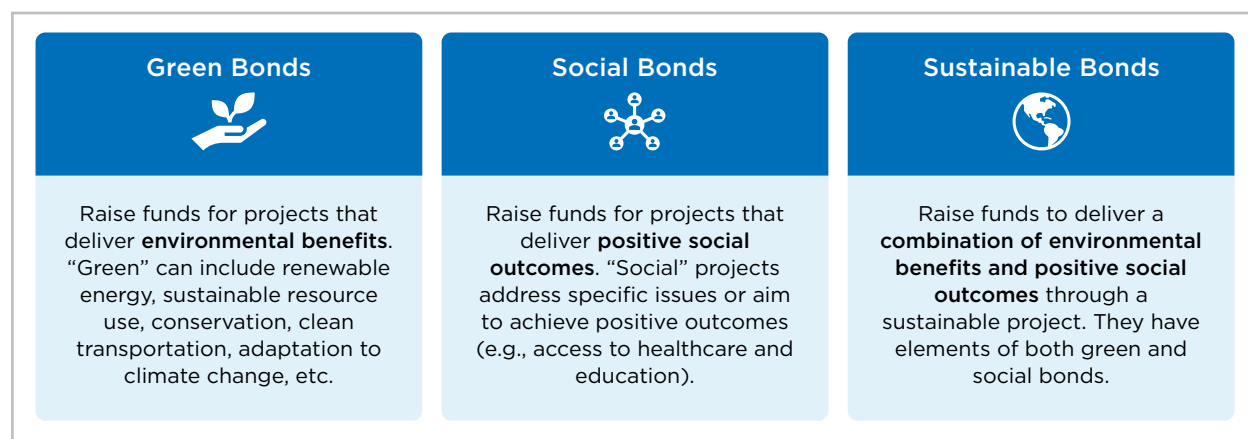 Green Bonds
Raise funds for projects that
deliver environmental benefits.
“Green” can include renewable
energy, sustainable resource
use, conservation, clean
transportation, adaptation to
climate change, etc.
Social Bonds
Raise funds for projects that
deliver positive social
outcomes. “Social” projects
address specific issues or aim
to achieve positive outcomes
(e.g., access to healthcare and
education).
Sustainable Bonds
Raise funds to deliver a
combination of environmental
benefits and positive social
outcomes through a
sustainable project. They have
elements of both green and
social bonds.